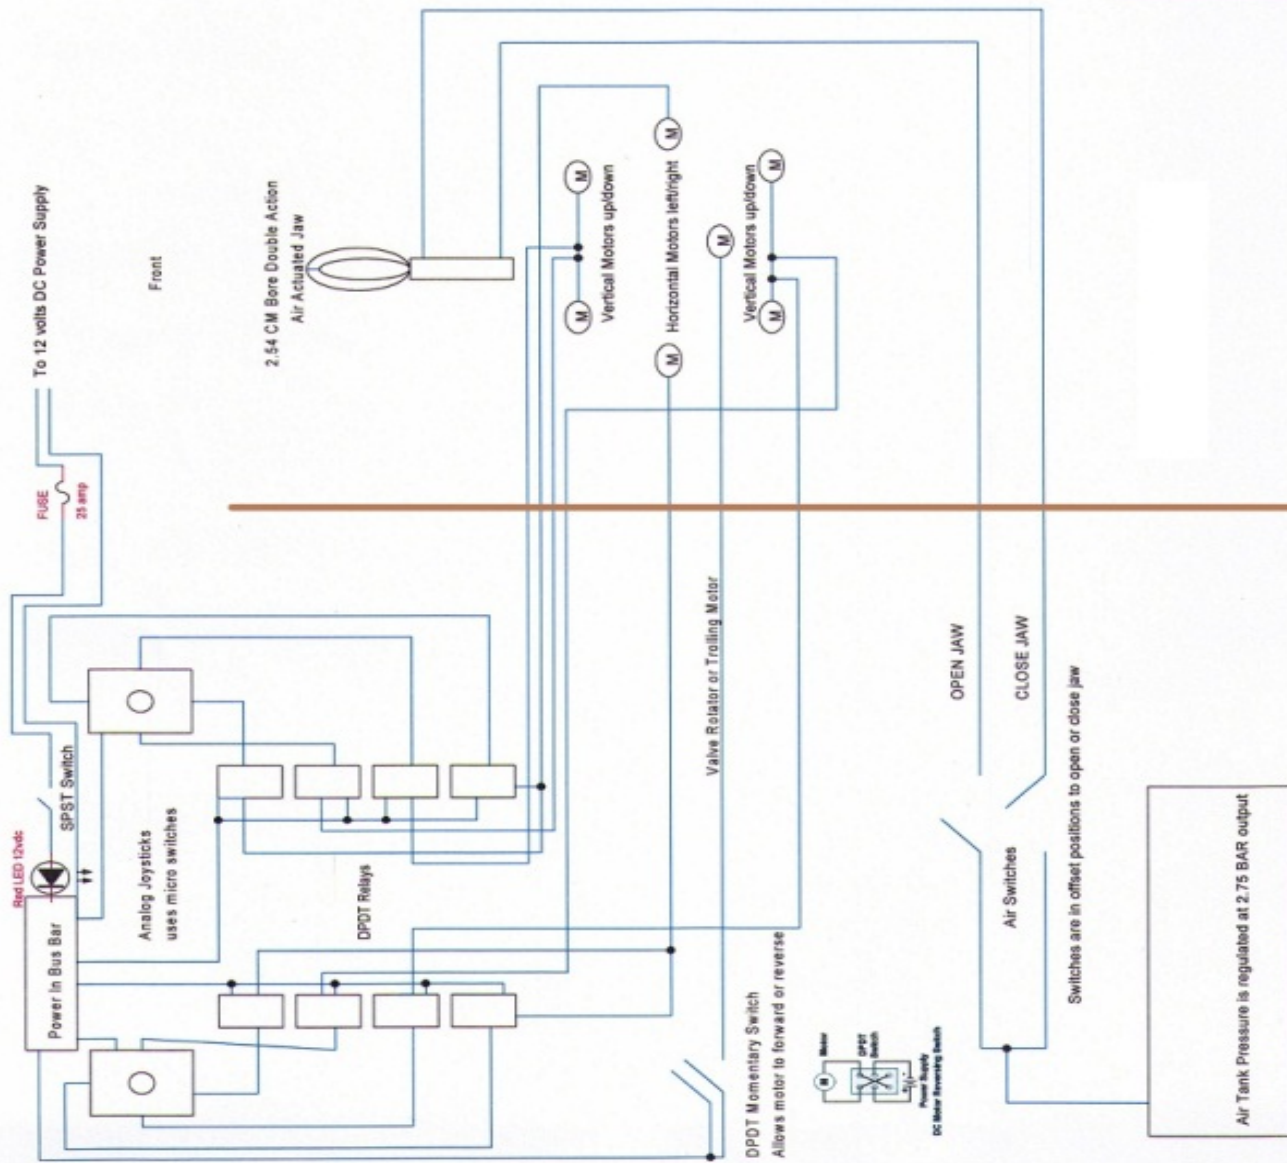 To 12 volts DC Power Supply
FUSE
25 amp
Front
2.54 CM Bore Double Action
Air Actuated Jaw
Red LED 12vdc
SPST Switch
Power In Bus Bar
Analog Joysticks
uses micro switches
DPDT Relays
M
M
Vertical Motors up/down
M
M
Horizontal Motors left/right
M
M
M
Vertical Motors up/down
Valve Rotator or Trolling Motor
DPDT Momentary Switch
Allows motor to forward or reverse
M
Motor
DPDT
Switch
Power Supply
DC Motor Reversing Switch
OPEN JAW
CLOSE JAW
Air Switches
Switches are in offset positions to open or close jaw
Air Tank Pressure is regulated at 2.75 BAR output